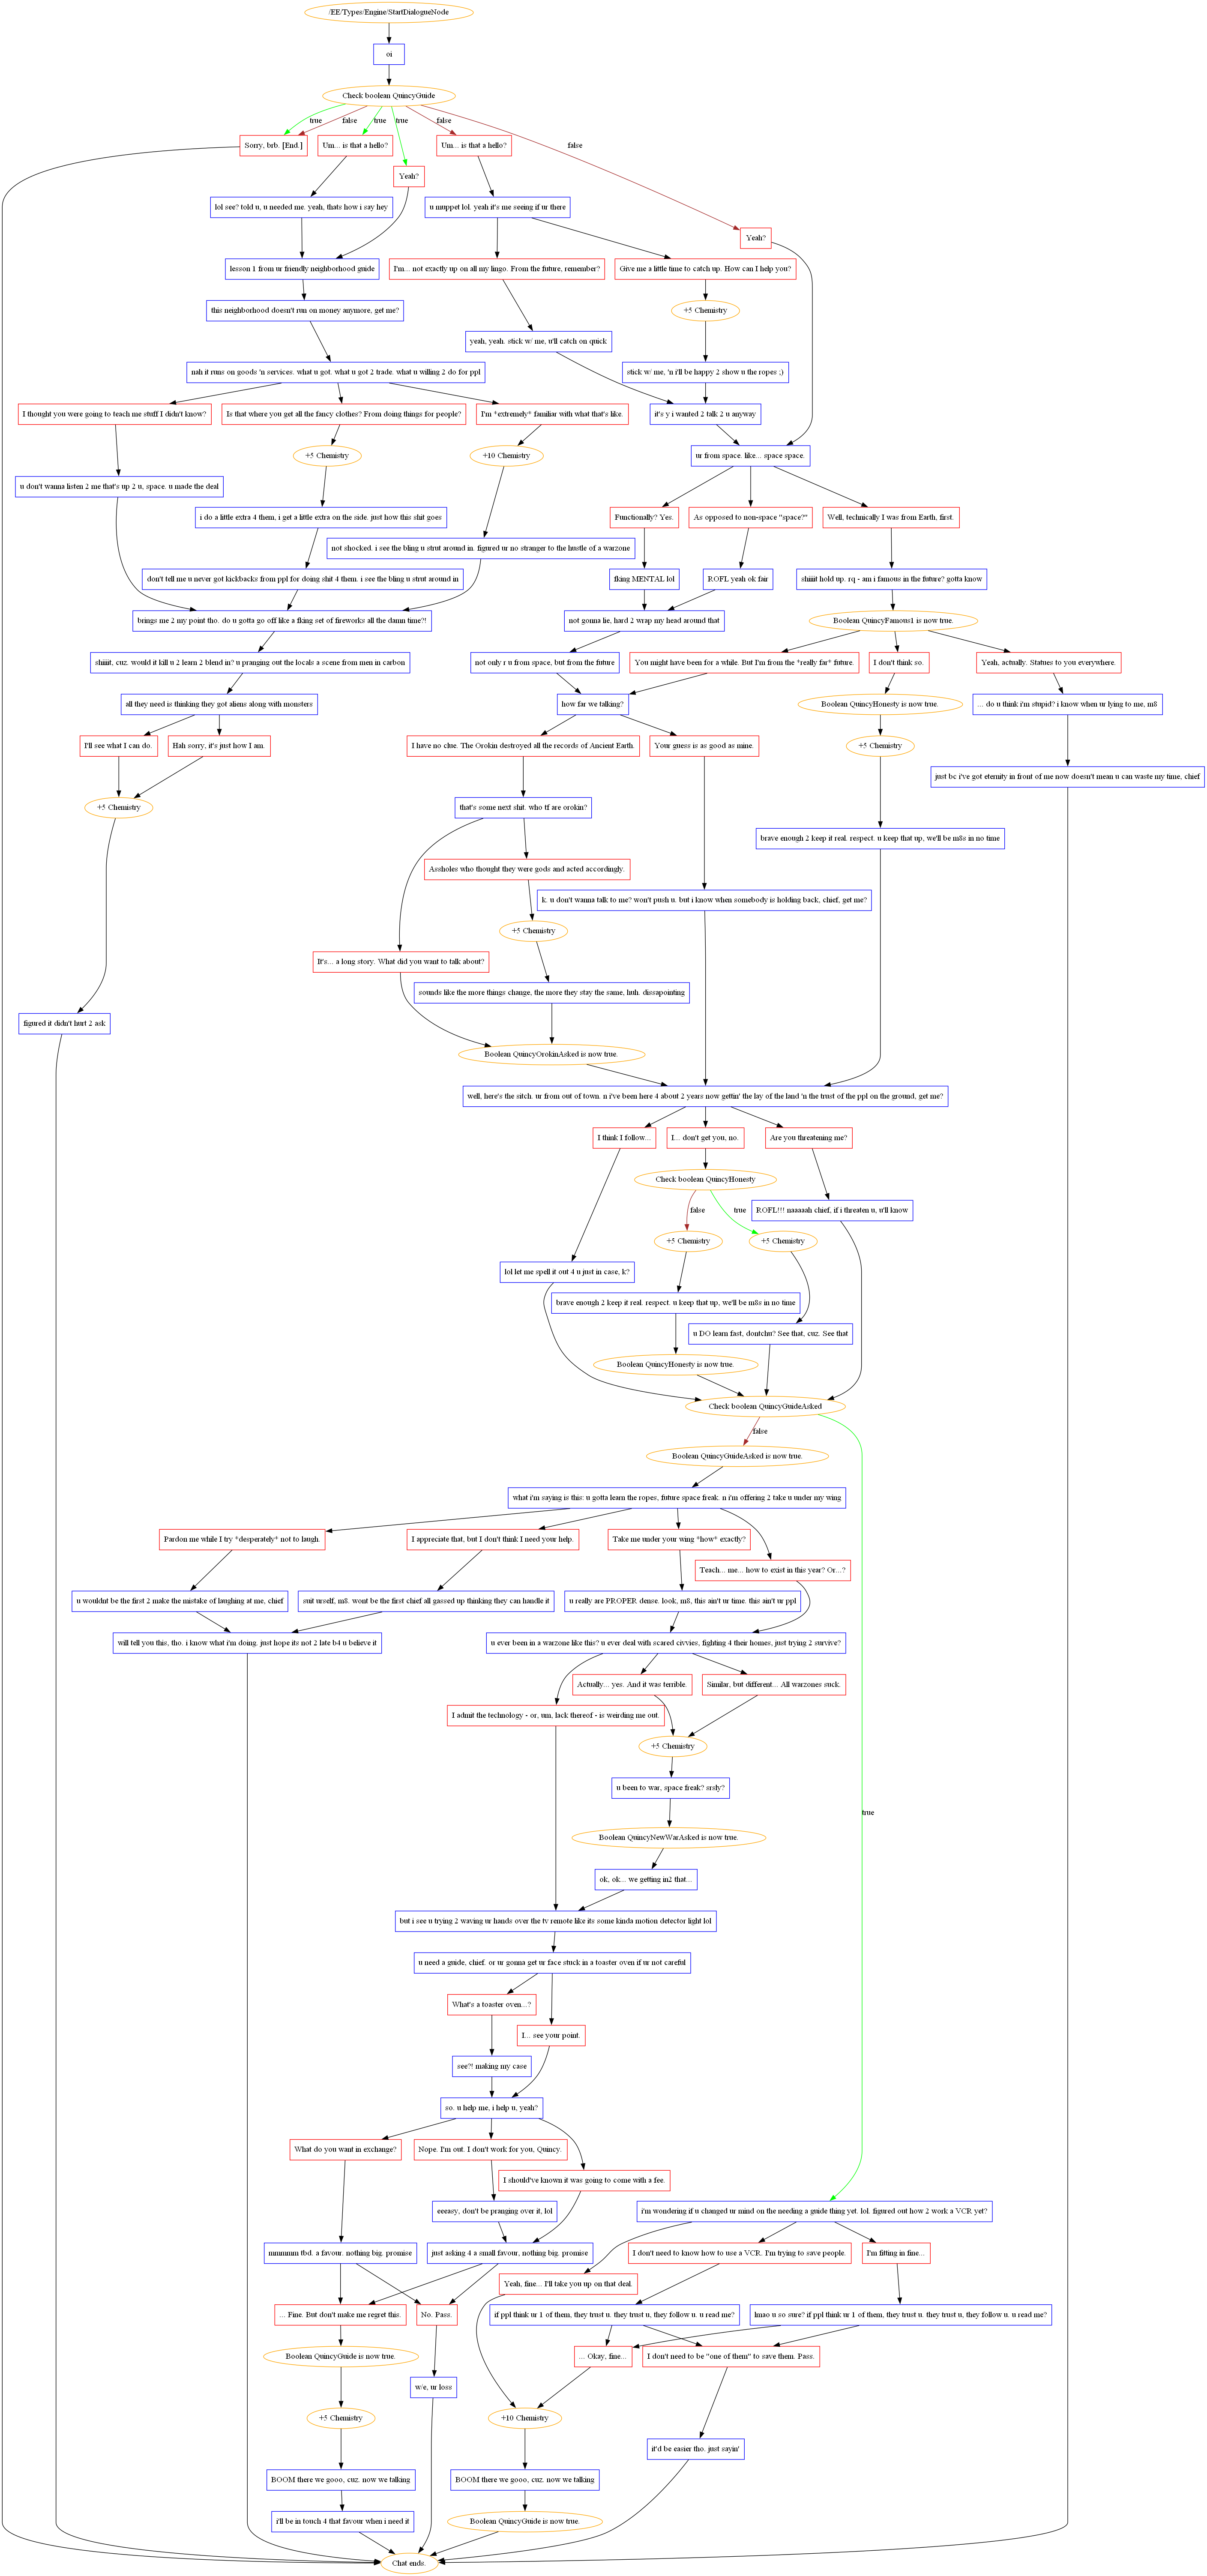 /EE/Types/Engine/StartDialogueNode
oi
Check boolean QuincyGuide
true
false
true
true
false
false
Sorry, brb. [End.]
Um... is that a hello?
Um... is that a hello?
Yeah?
lol see? told u, u needed me. yeah, thats how i say hey
u muppet lol. yeah it's me seeing if ur there
Yeah?
lesson 1 from ur friendly neighborhood guide
I'm... not exactly up on all my lingo. From the future, remember?
Give me a little time to catch up. How can I help you?
this neighborhood doesn't run on money anymore, get me?
+5 Chemistry
yeah, yeah. stick w/ me, u'll catch on quick
nah it runs on goods 'n services. what u got. what u got 2 trade. what u willing 2 do for ppl
stick w/ me, 'n i'll be happy 2 show u the ropes ;)
I thought you were going to teach me stuff I didn't know?
Is that where you get all the fancy clothes? From doing things for people?
I'm *extremely* familiar with what that's like.
it's y i wanted 2 talk 2 u anyway
+5 Chemistry
+10 Chemistry
ur from space. like... space space.
u don't wanna listen 2 me that's up 2 u, space. u made the deal
i do a little extra 4 them, i get a little extra on the side. just how this shit goes
Functionally? Yes.
As opposed to non-space "space?"
Well, technically I was from Earth, first.
not shocked. i see the bling u strut around in. figured ur no stranger to the hustle of a warzone
don't tell me u never got kickbacks from ppl for doing shit 4 them. i see the bling u strut around in
fking MENTAL lol
ROFL yeah ok fair
shiiiit hold up. rq - am i famous in the future? gotta know
brings me 2 my point tho. do u gotta go off like a fking set of fireworks all the damn time?!
not gonna lie, hard 2 wrap my head around that
Boolean QuincyFamous1 is now true.
shiiiit, cuz. would it kill u 2 learn 2 blend in? u pranging out the locals a scene from men in carbon
not only r u from space, but from the future
You might have been for a while. But I'm from the *really far* future.
I don't think so.
Yeah, actually. Statues to you everywhere.
all they need is thinking they got aliens along with monsters
how far we talking?
Boolean QuincyHonesty is now true.
... do u think i'm stupid? i know when ur lying to me, m8
I'll see what I can do.
Hah sorry, it's just how I am.
I have no clue. The Orokin destroyed all the records of Ancient Earth.
Your guess is as good as mine.
+5 Chemistry
just bc i've got eternity in front of me now doesn't mean u can waste my time, chief
+5 Chemistry
that's some next shit. who tf are orokin?
brave enough 2 keep it real. respect. u keep that up, we'll be m8s in no time
Assholes who thought they were gods and acted accordingly.
k. u don't wanna talk to me? won't push u. but i know when somebody is holding back, chief, get me?
+5 Chemistry
It's... a long story. What did you want to talk about?
sounds like the more things change, the more they stay the same, huh. dissapointing
figured it didn't hurt 2 ask
Boolean QuincyOrokinAsked is now true.
well, here's the sitch. ur from out of town. n i've been here 4 about 2 years now gettin' the lay of the land 'n the trust of the ppl on the ground, get me?
I think I follow...
I... don't get you, no.
Are you threatening me?
Check boolean QuincyHonesty
false
true
ROFL!!! naaaaah chief, if i threaten u, u'll know
+5 Chemistry
+5 Chemistry
lol let me spell it out 4 u just in case, k?
brave enough 2 keep it real. respect. u keep that up, we'll be m8s in no time
u DO learn fast, dontchu? See that, cuz. See that
Boolean QuincyHonesty is now true.
Check boolean QuincyGuideAsked
false
Boolean QuincyGuideAsked is now true.
what i'm saying is this: u gotta learn the ropes, future space freak. n i'm offering 2 take u under my wing
Pardon me while I try *desperately* not to laugh.
I appreciate that, but I don't think I need your help.
Take me under your wing *how* exactly?
Teach... me... how to exist in this year? Or...?
u wouldnt be the first 2 make the mistake of laughing at me, chief
suit urself, m8. wont be the first chief all gassed up thinking they can handle it
u really are PROPER dense. look, m8, this ain't ur time. this ain't ur ppl
will tell you this, tho. i know what i'm doing. just hope its not 2 late b4 u believe it
u ever been in a warzone like this? u ever deal with scared civvies, fighting 4 their homes, just trying 2 survive?
Actually... yes. And it was terrible.
Similar, but different... All warzones suck.
I admit the technology - or, um, lack thereof - is weirding me out.
+5 Chemistry
u been to war, space freak? srsly?
true
Boolean QuincyNewWarAsked is now true.
ok, ok... we getting in2 that...
but i see u trying 2 waving ur hands over the tv remote like its some kinda motion detector light lol
u need a guide, chief. or ur gonna get ur face stuck in a toaster oven if ur not careful
What's a toaster oven...?
I... see your point.
see?! making my case
so. u help me, i help u, yeah?
What do you want in exchange?
Nope. I'm out. I don't work for you, Quincy.
I should've known it was going to come with a fee.
eeeasy, don't be pranging over it, lol
i'm wondering if u changed ur mind on the needing a guide thing yet. lol. figured out how 2 work a VCR yet?
mmmmm tbd. a favour. nothing big. promise
just asking 4 a small favour, nothing big. promise
I don't need to know how to use a VCR. I'm trying to save people.
I'm fitting in fine...
Yeah, fine... I'll take you up on that deal.
... Fine. But don't make me regret this.
No. Pass.
if ppl think ur 1 of them, they trust u. they trust u, they follow u. u read me?
lmao u so sure? if ppl think ur 1 of them, they trust u. they trust u, they follow u. u read me?
Boolean QuincyGuide is now true.
... Okay, fine...
I don't need to be "one of them" to save them. Pass.
w/e, ur loss
+5 Chemistry
+10 Chemistry
it'd be easier tho. just sayin'
BOOM there we gooo, cuz. now we talking
BOOM there we gooo, cuz. now we talking
i'll be in touch 4 that favour when i need it
Boolean QuincyGuide is now true.
Chat ends.